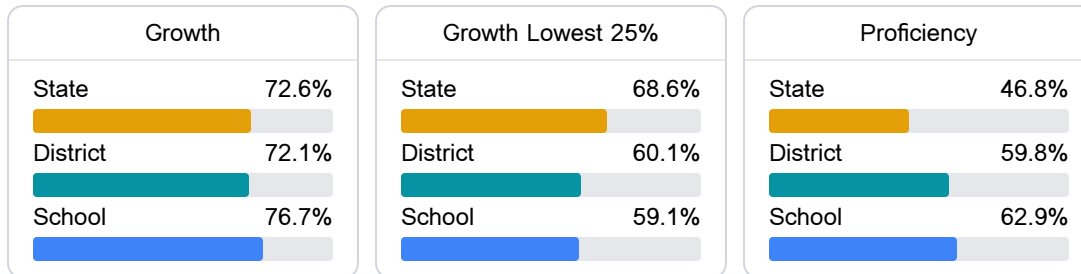 Growth
State 72.6%
District 72.1%
School 76.7%
Growth Lowest 25%
State 68.6%
District 60.1%
School 59.1%
Proficiency
State 46.8%
District 59.8%
School 62.9%